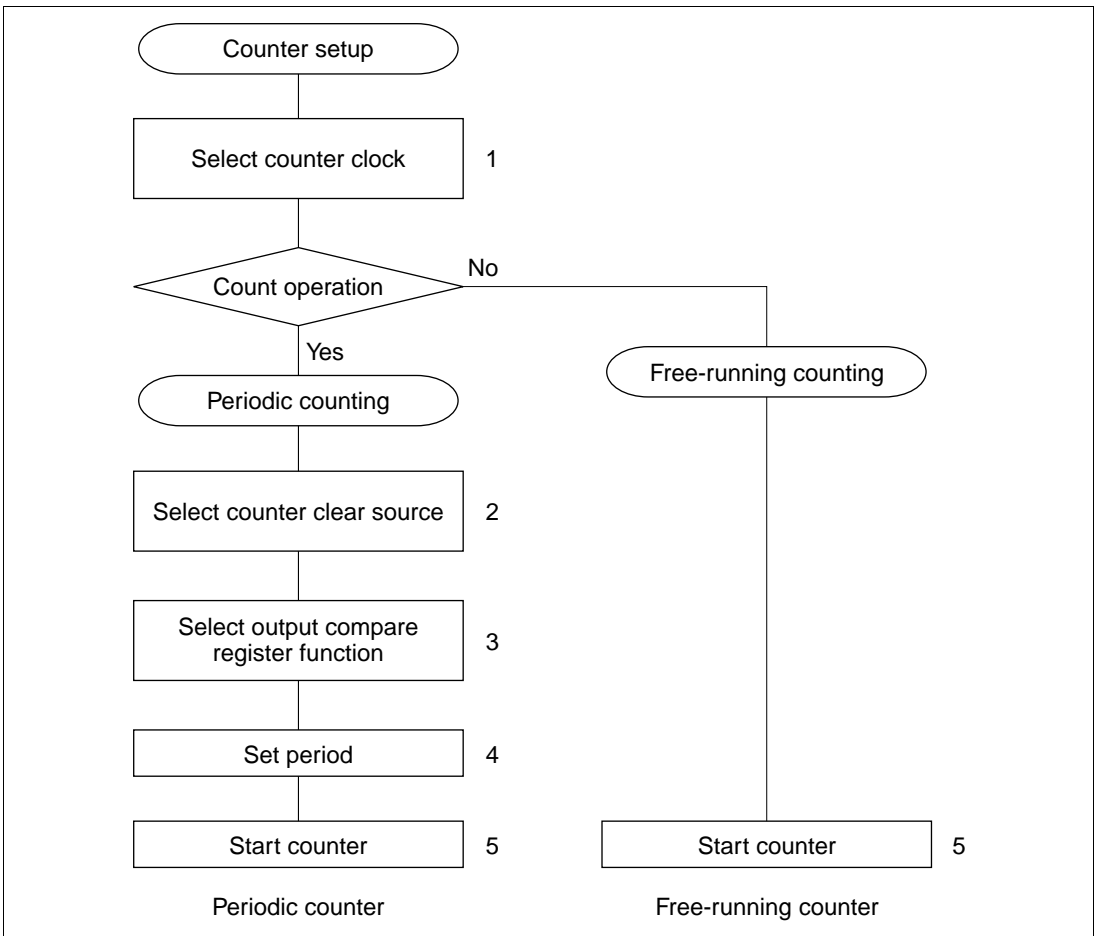 Counter setup
Select counter clock
1
Count operation
No
Yes
Free-running counting
Periodic counting
Select counter clear source
2
Select output compare
register function
3
Set period
4
Start counter
5
Start counter
5
Periodic counter
Free-running counter